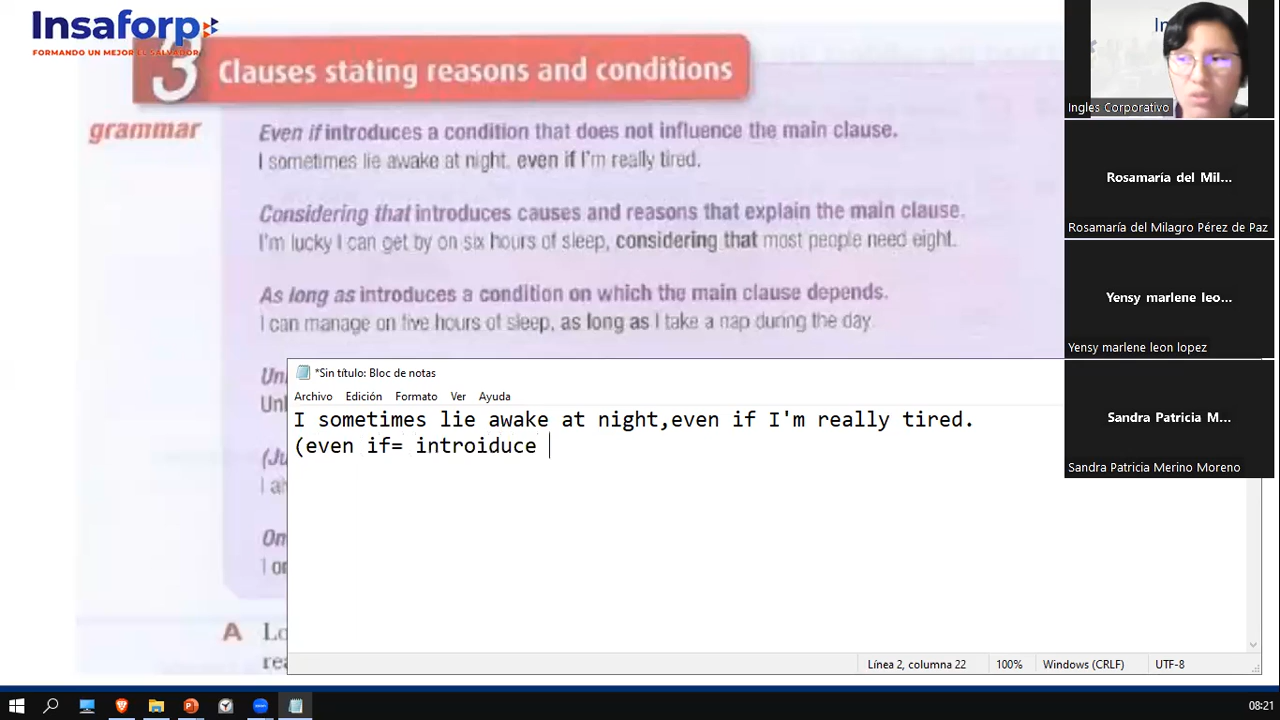 Insaforp
FORMANDO UN MEJOR EL SALVADOR
In
3 Clauses stating reasons and conditions
grammar
Even if introduces a condition that does not influence the main clause.
I sometimes lie awake at night, even if I'm really tired.
Considering that introduces causes and reasons that explain the main clause.
I'm lucky I can get by on six hours of sleep, considering that most people need eight.
As long as introduces a condition on which the main clause depends.
I can manage on five hours of sleep, as long as I take a nap during the day.
*Sin título: Bloc de notas
Archivo Edición Formato Ver Ayuda
I sometimes lie awake at night,even if I'm really tired.
(even if= introiduce
Línea 2, columna 22 100% Windows (CRLF) UTF-8
A
Ingles Corporativo
Rosamaría del Mil...
Rosamaría del Milagro Pérez de Paz
Yensy marlene leo...
Yensy marlene leon lopez
Sandra Patricia M...
Sandra Patricia Merino Moreno
08:21